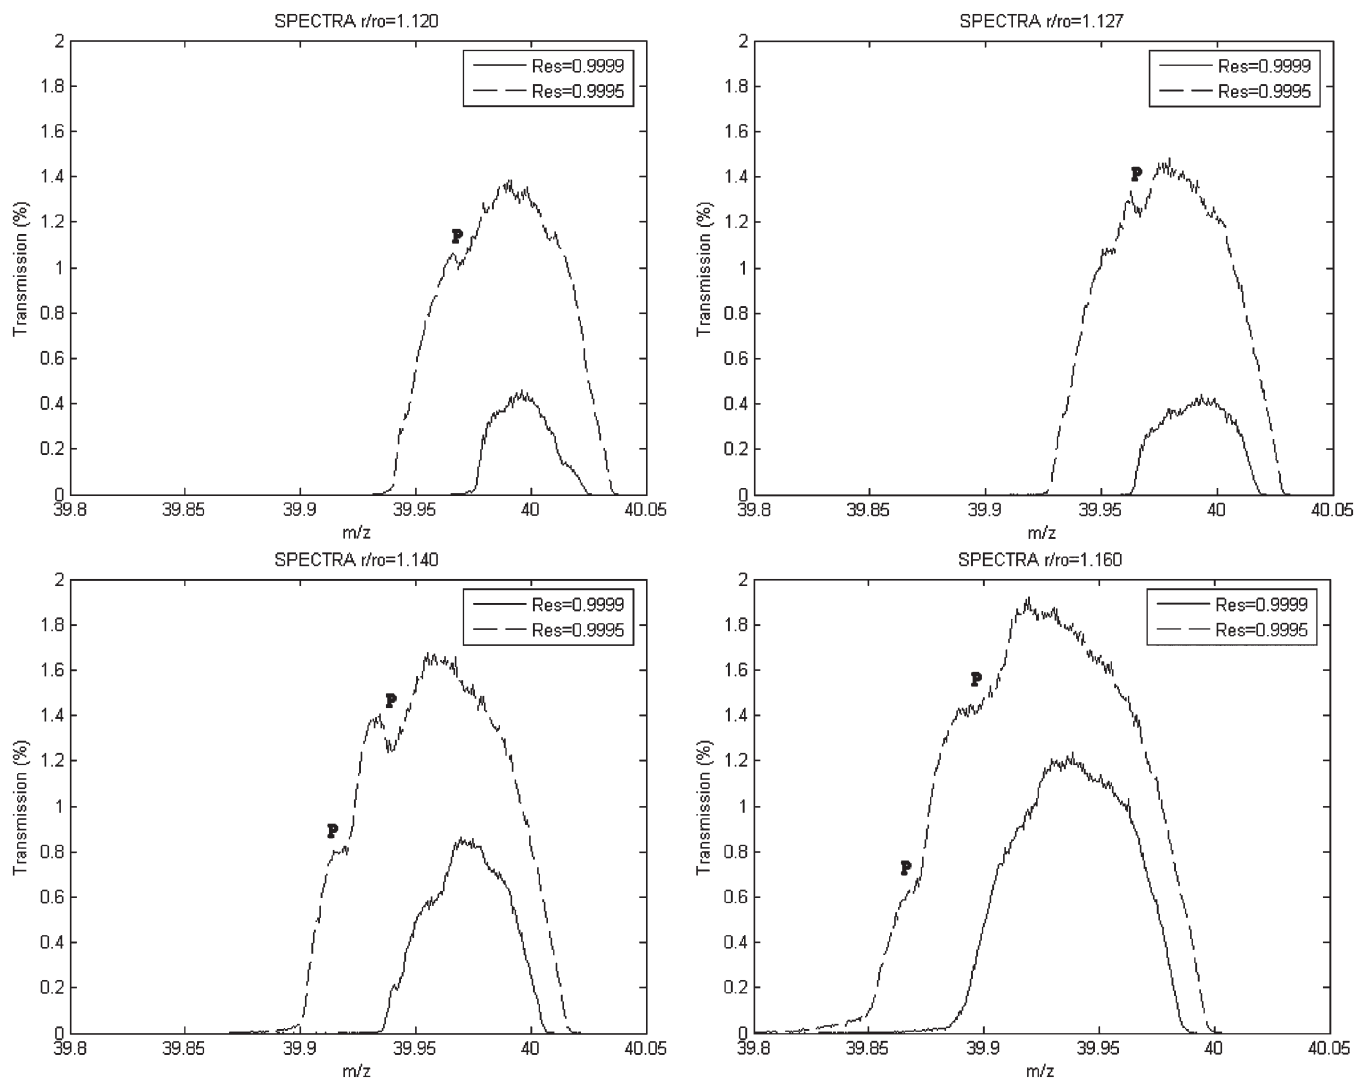 SPECTRA r/ro=1.120
2
1.8
1.6
1.4
1.2
1
0.8
0.6
0.4
0.2
0
Transmission (%)
Res=0.9999
Res=0.9995
P
39.8
39.85
39.9
39.95
40
40.05
m/z
SPECTRA r/ro=1.127
2
1.8
1.6
1.4
1.2
1
0.8
0.6
0.4
0.2
0
Transmission (%)
Res=0.9999
Res=0.9995
P
39.8
39.85
39.9
39.95
40
40.05
m/z
SPECTRA r/ro=1.140
2
1.8
1.6
1.4
1.2
1
0.8
0.6
0.4
0.2
0
Transmission (%)
Res=0.9999
Res=0.9995
P
P
39.8
39.85
39.9
39.95
40
40.05
m/z
SPECTRA r/ro=1.160
2
1.8
1.6
1.4
1.2
1
0.8
0.6
0.4
0.2
0
Transmission (%)
Res=0.9999
Res=0.9995
P
P
39.8
39.85
39.9
39.95
40
40.05
m/z